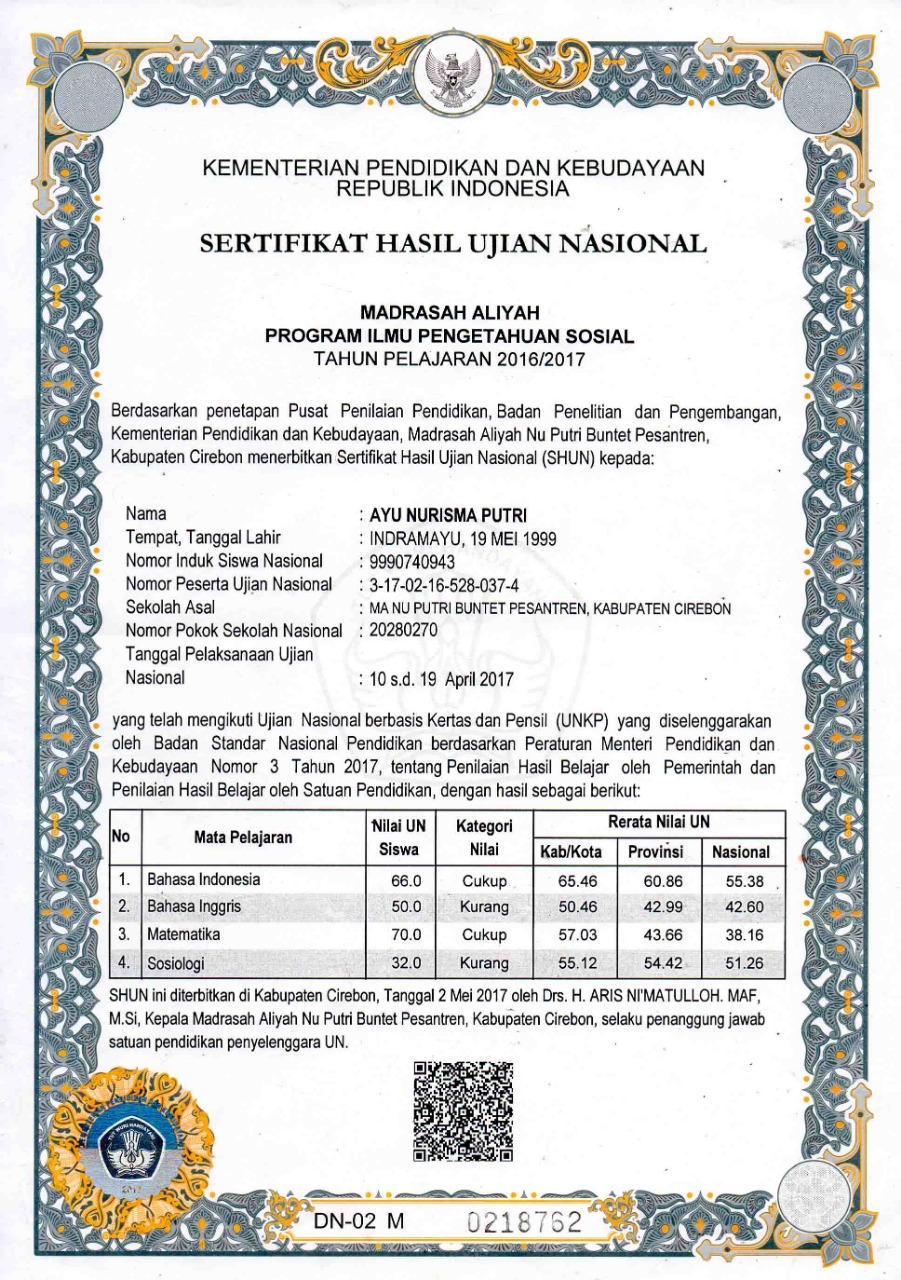 KEMENTERIAN PENDIDIKAN DAN KEBUDAYAAN
REPUBLIK INDONESIA
SERTIFIKAT HASIL UJIAN NASIONAL
MADRASAH ALIYAH
PROGRAM ILMU PENGETAHUAN SOSIAL
TAHUN PELAJARAN 2016/2017
Berdasarkan penetapan Pusat Penilaian Pendidikan, Badan Penelitian dan Pengembangan,
Kementerian Pendidikan dan Kebudayaan, Madrasah Aliyah Nu Putri Buntet Pesantren,
Kabupaten Cirebon menerbitkan Sertifikat Hasil Ujian Nasional (SHUN) kepada:
Nama : AYU NURISMA PUTRI
Tempat, Tanggal Lahir : INDRAMAYU, 19 MEI 1999
Nomor Induk Siswa Nasional : 9990740943
Nomor Peserta Ujian Nasional : 3-17-02-16-528-037-4
Sekolah Asal : MA NU PUTRI BUNTET PESANTREN, KABUPATEN CIREBON
Nomor Pokok Sekolah Nasional : 20280270
Tanggal Pelaksanaan Ujian
Nasional : 10 s.d. 19 April 2017
yang telah mengikuti Ujian Nasional berbasis Kertas dan Pensil (UNKP) yang diselenggarakan
oleh Badan Standar Nasional Pendidikan berdasarkan Peraturan Menteri Pendidikan dan
Kebudayaan Nomor 3 Tahun 2017, tentang Penilaian Hasil Belajar oleh Pemerintah dan
Penilaian Hasil Belajar oleh Satuan Pendidikan, dengan hasil sebagai berikut:
No Mata Pelajaran Nilai UN Siswa Kategori Nilai Rerata Nilai UN
Kab/Kota Provinsi Nasional
1. Bahasa Indonesia 66.0 Cukup 65.46 60.86 55.38
2. Bahasa Inggris 50.0 Kurang 50.46 42.99 42.60
3. Matematika 70.0 Cukup 57.03 43.66 38.16
4. Sosiologi 32.0 Kurang 55.12 54.42 51.26
SHUN ini diterbitkan di Kabupaten Cirebon, Tanggal 2 Mei 2017 oleh Drs. H. ARIS NI'MATULLOH. MAF,
M.Si, Kepala Madrasah Aliyah Nu Putri Buntet Pesantren, Kabupaten Cirebon, selaku penanggung jawab
satuan pendidikan penyelenggara UN.
TUT WURI HANDAYANI
DN-02 M 0218762